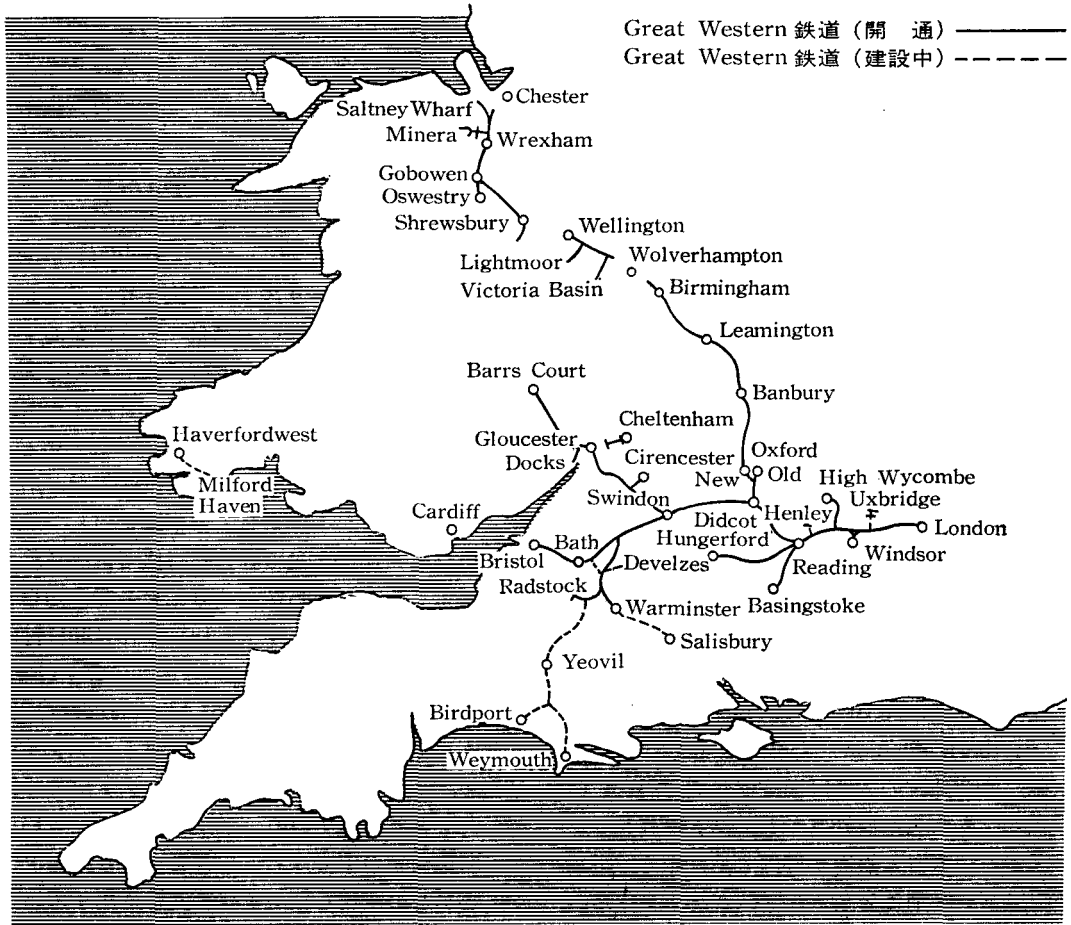 Great Western 鉄道 (開 通)
Great Western 鉄道 (建設中)
Chester
Saltney Wharf
Minera
Wrexham
Gobowen
Oswestry
Shrewsbury
Wellington
Lightmoor
Wolverhampton
Victoria Basin
Birmingham
Leamington
Barrs Court
Banbury
Cheltenham
Haverfordwest
Gloucester
Docks
Cirencester
Oxford
New
Old
High Wycombe
Milford
Haven
Swindon
Uxbridge
Cardiff
Didcot
Henley
London
Hungerford
Bristol
Bath
Develzes
Reading
Windsor
Radstock
Warminster
Basingstoke
Salisbury
Yeovil
Birdport
Weymouth